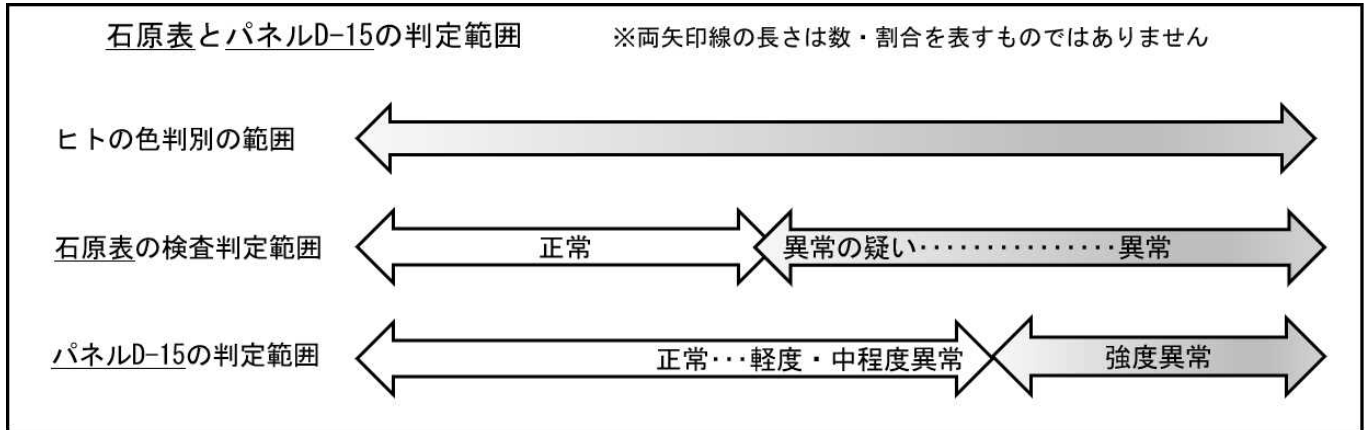 石原表とパネルD-15の判定範囲 ※両矢印線の長さは数・割合を表すものではありません
ヒトの色判別の範囲
石原表の検査判定範囲 正常 異常の疑い・・・・・・・・・・・・・・・異常
パネルD-15の判定範囲 正常・・・軽度・中程度異常 強度異常